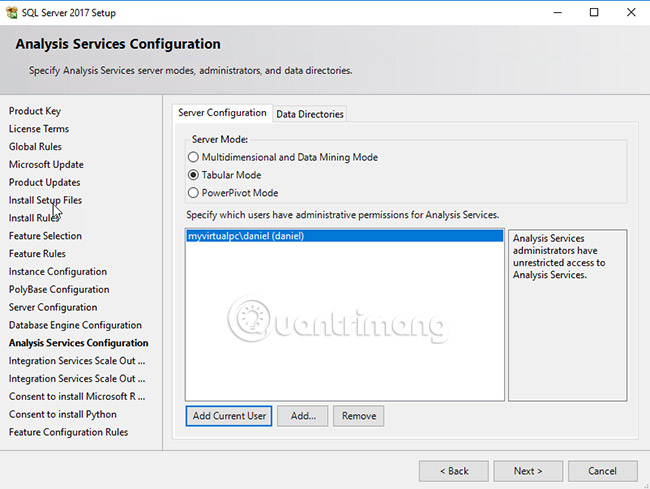 SQL Server 2017 Setup
Analysis Services Configuration
Specify Analysis Services server modes, administrators, and data directories.
Product Key
License Terms
Global Rules
Microsoft Update
Product Updates
Install Setup Files
Install Rules
Feature Selection
Feature Rules
Instance Configuration
PolyBase Configuration
Server Configuration
Database Engine Configuration
Analysis Services Configuration
Integration Services Scale Out ...
Integration Services Scale Out ...
Consent to install Microsoft R ...
Consent to install Python
Feature Configuration Rules
Server Configuration Data Directories
Server Mode:
Multidimensional and Data Mining Mode
Tabular Mode
PowerPivot Mode
Specify which users have administrative permissions for Analysis Services.
myvirtualpc\daniel (daniel)
Analysis Services
administrators have
unrestricted access to
Analysis Services.
Quantrimang
Add Current User Add... Remove
< Back Next > Cancel